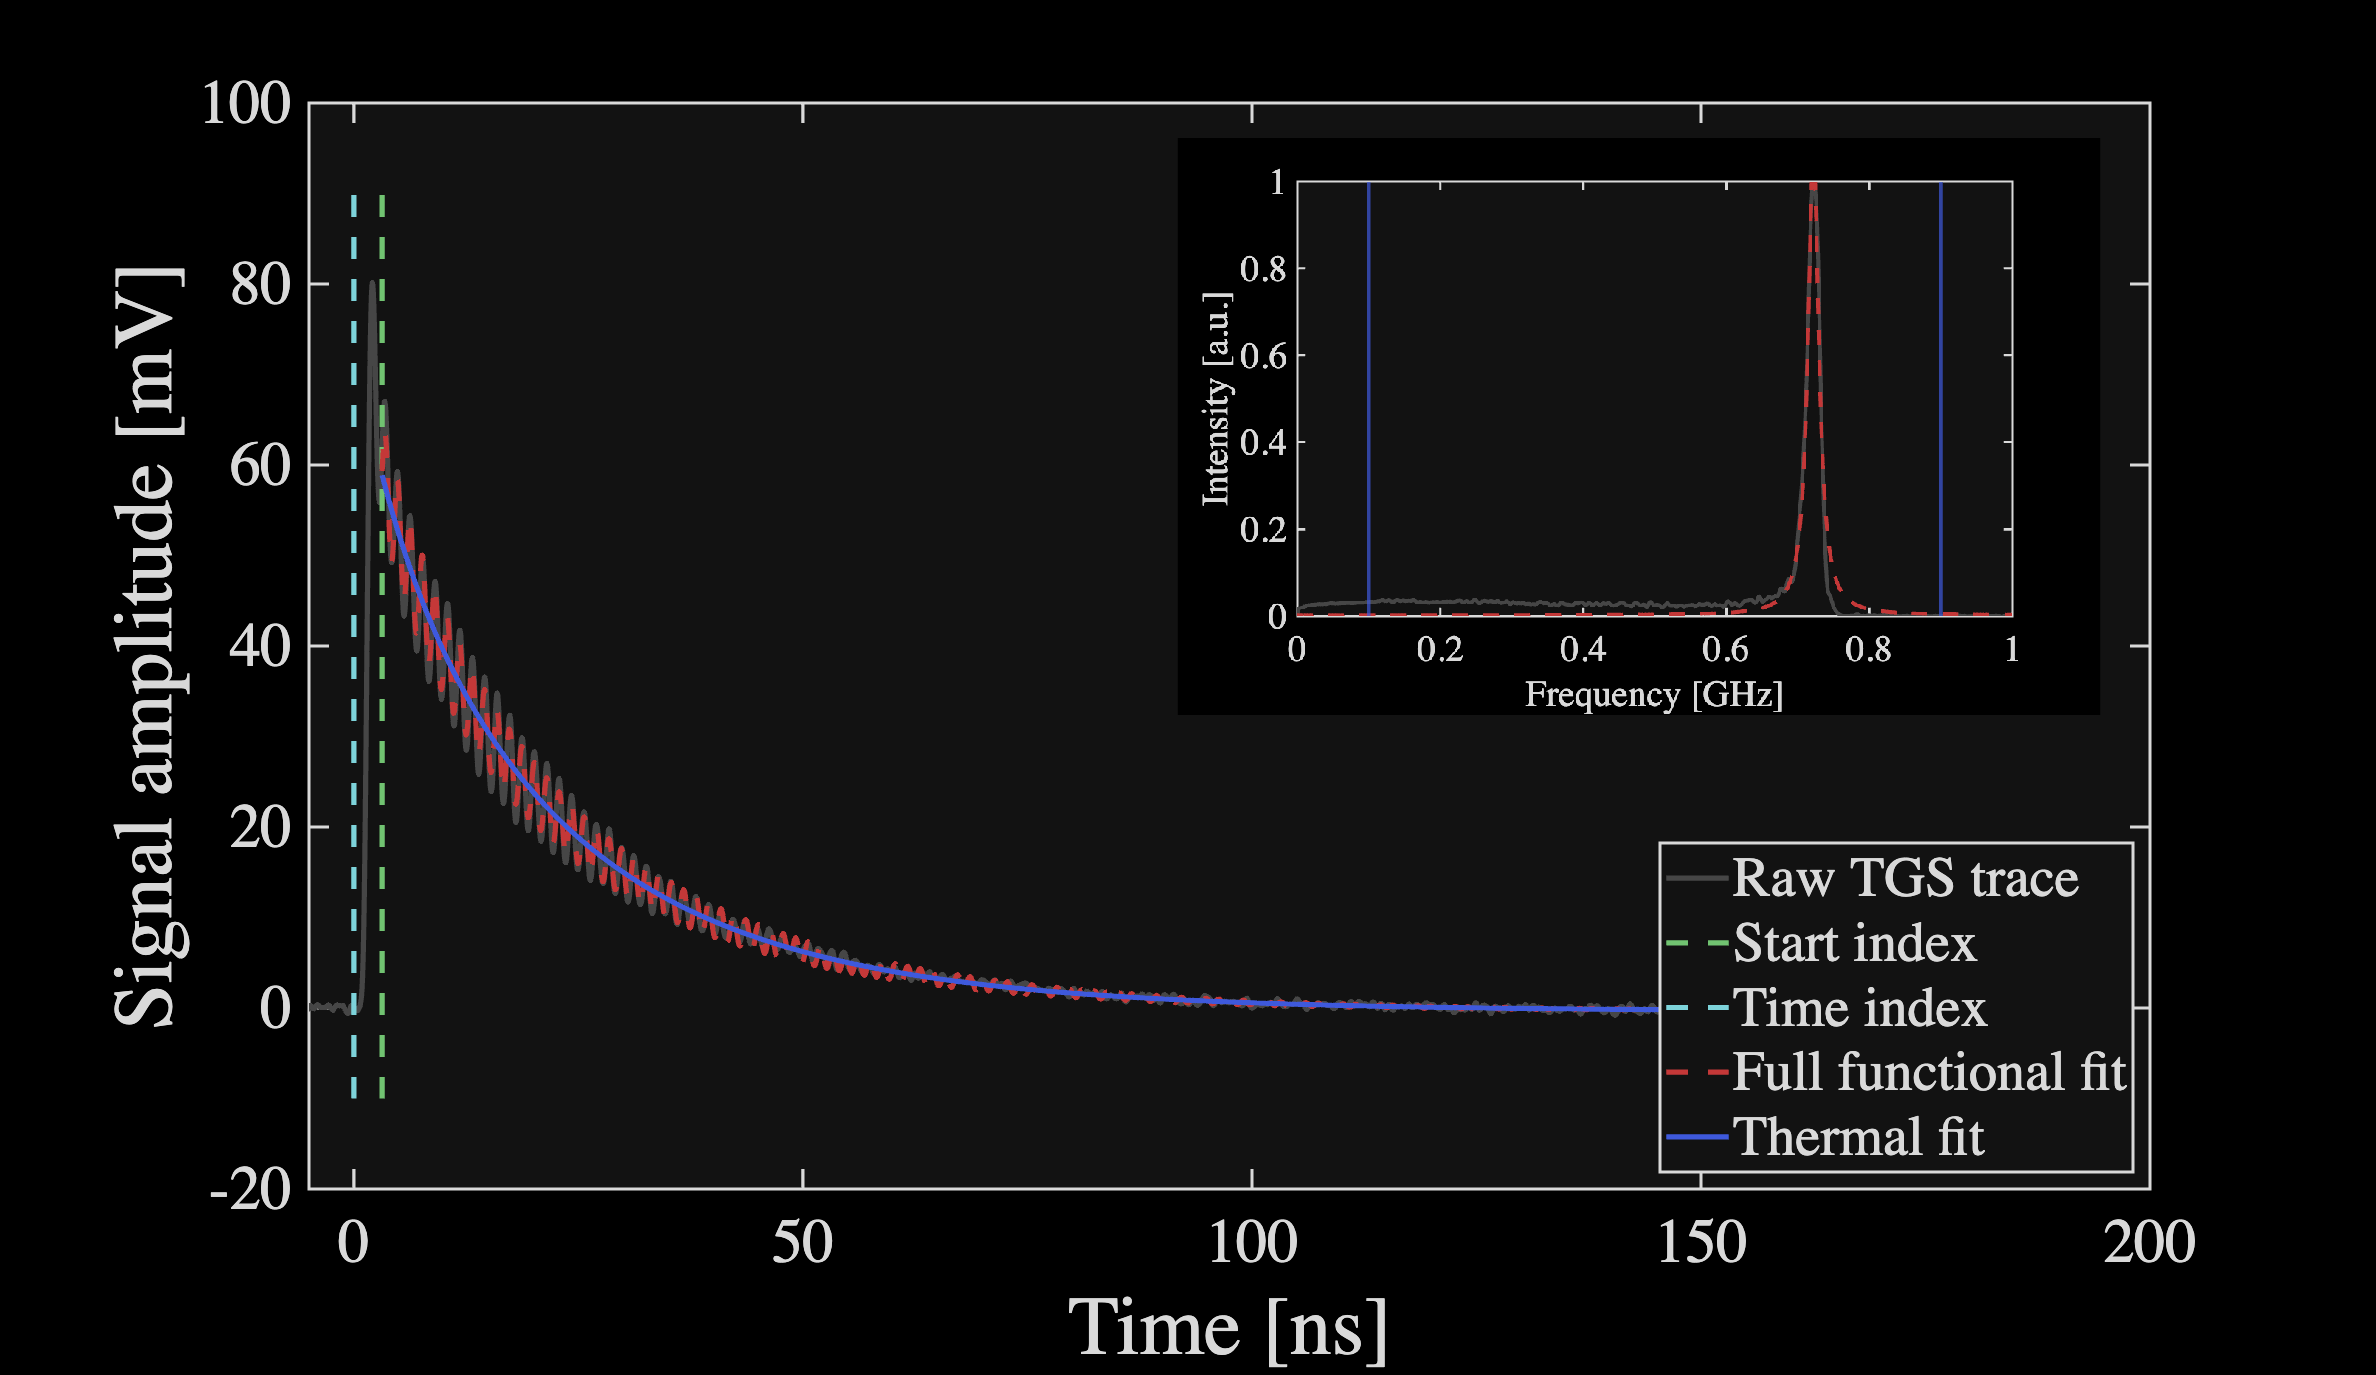 100
80
60
40
20
0
-20
Signal amplitude [mV]
0
50
100
150
200
Time [ns]
1
0.8
0.6
0.4
0.2
0
Intensity [a.u.]
0
0.2
0.4
0.6
0.8
1
Frequency [GHz]
Raw TGS trace
Start index
Time index
Full functional fit
Thermal fit